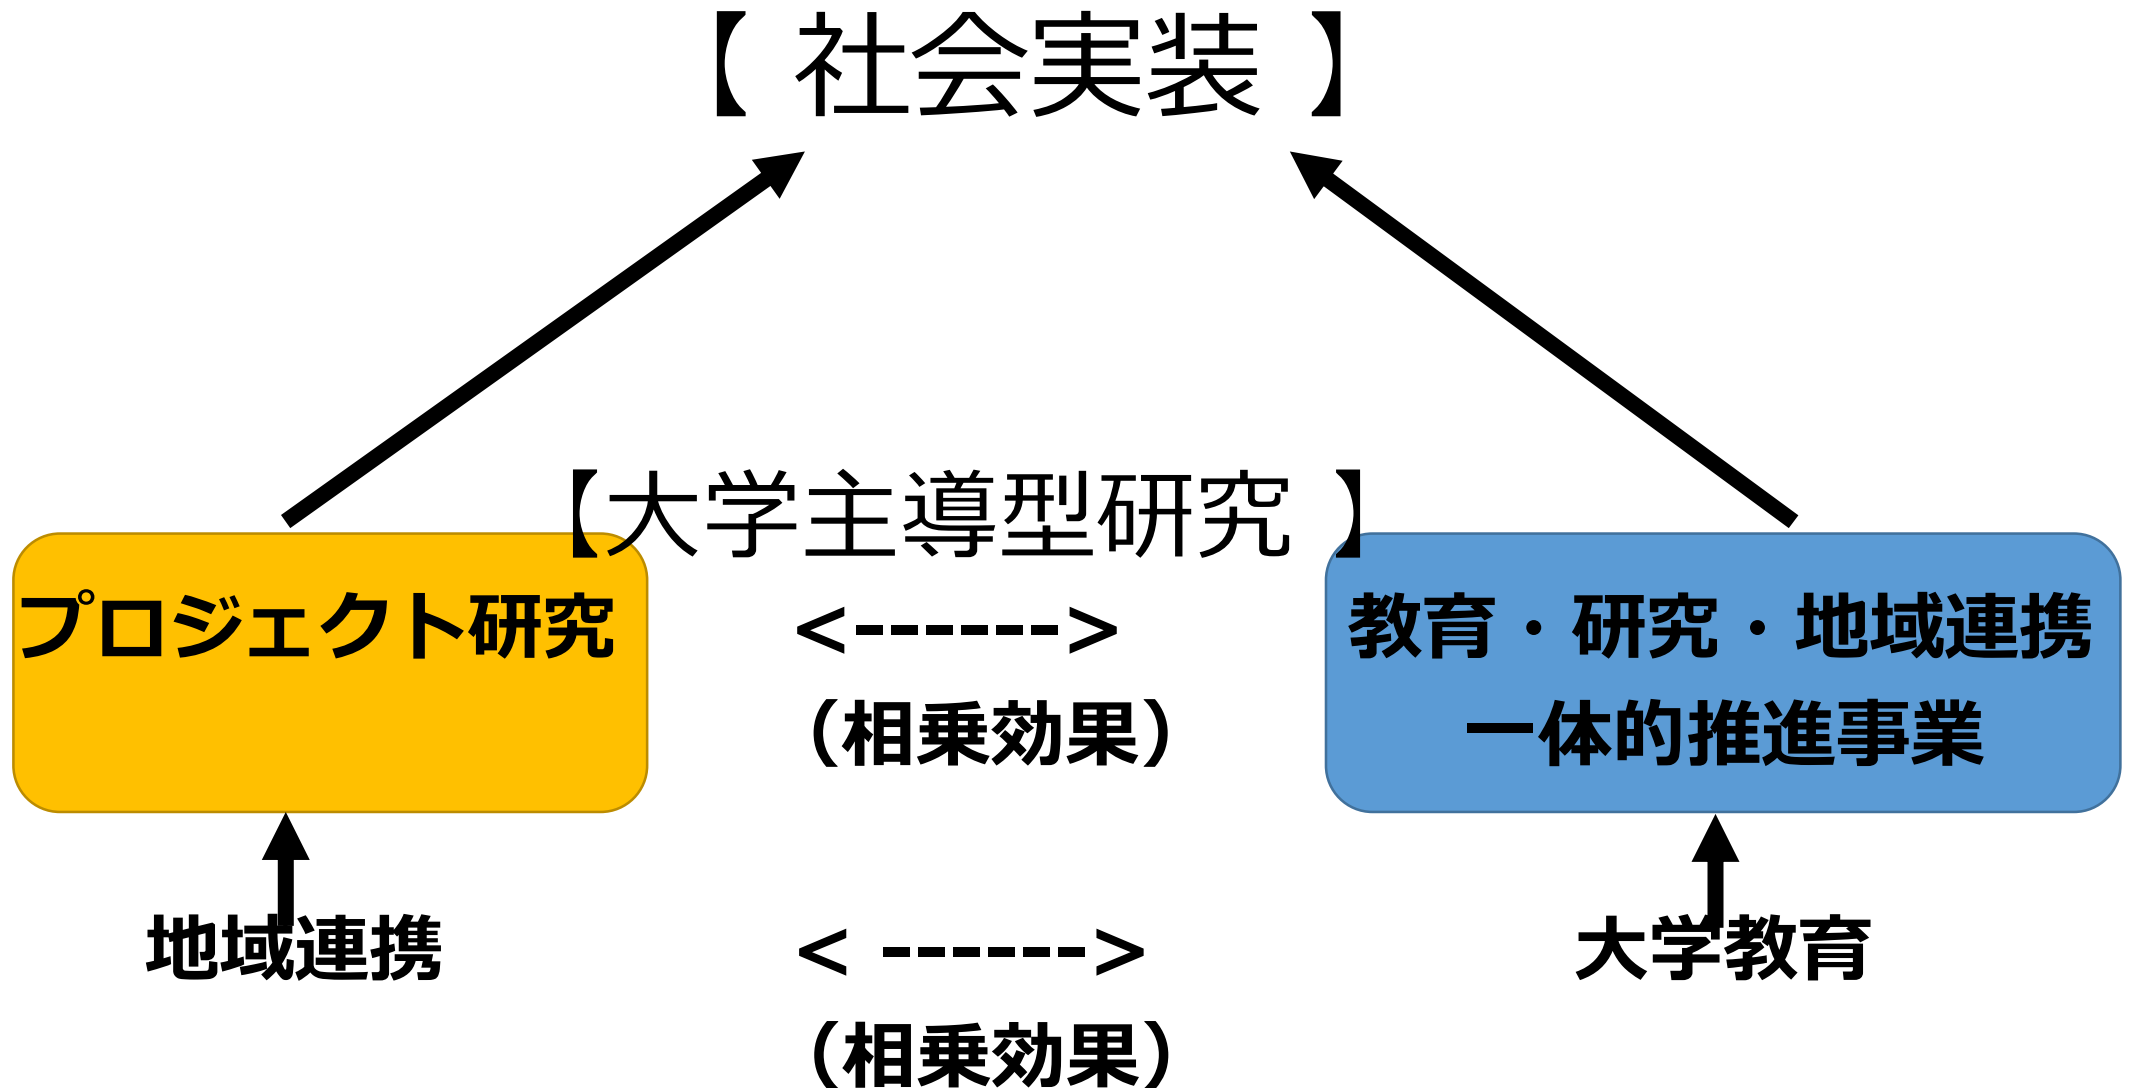 【 社会実装 】
【大学主導型研究 】
プロジェクト研究
<------>
(相乗効果)
教育・研究・地域連携
一体的推進事業
地域連携
< ------>
(相乗効果)
大学教育